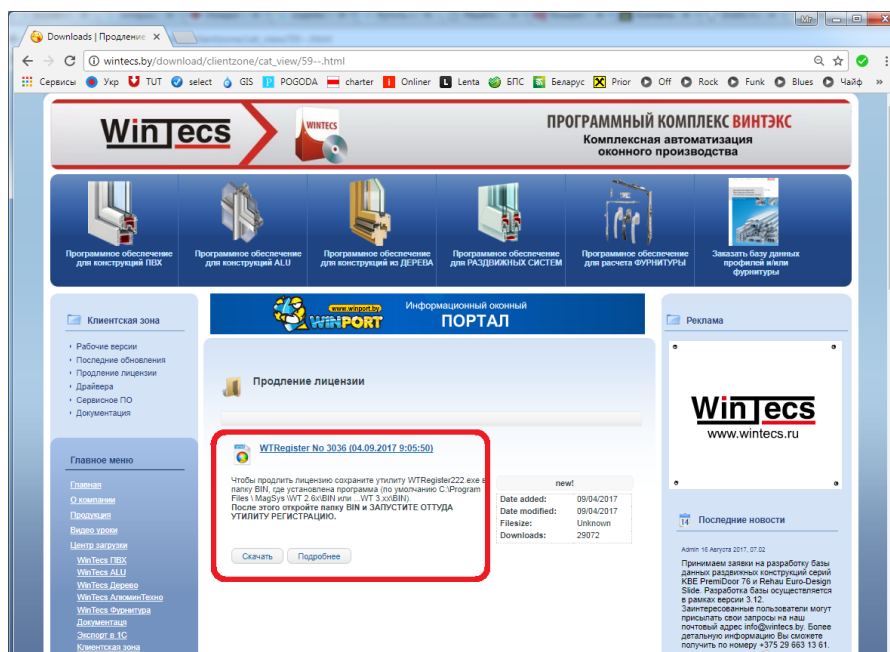 Downloads | Продление
wintecs.by/download/clientzone/cat_view/59--.html
Сервисы Укр TUT select GIS POGODA charter Onliner Lenta БПС Беларус Prior Off Rock Funk Blues Чайф »
WinTecs
WINTECS
ПРОГРАММНЫЙ КОМПЛЕКС ВИНТЭКС
Комплексная автоматизация
оконного производства
Программное обеспечение
для конструкций ПВХ
Программное обеспечение
для конструкций ALU
Программное обеспечение
для конструкций из ДЕРЕВА
Программное обеспечение
для РАЗДВИЖНЫХ СИСТЕМ
Программное обеспечение
для расчета ФУРНИТУРЫ
Заказать базу данных
профилей и/или
фурнитуры
Клиентская зона
Рабочие версии
Последние обновления
Продление лицензии
Драйвера
Сервисное ПО
Документация
Главное меню
Главная
О компании
Продукция
Видео уроки
Центр загрузки
WinTecs ПВХ
WinTecs ALU
WinTecs Дерево
WinTecs АлюминТехно
WinTecs Фурнитура
Документаця
Экспорт в 1С
Клиентская зона
www.winport.by
WINPORT
Информационный оконный
ПОРТАЛ
Продление лицензии
WTRegister No 3036 (04.09.2017 9:05:50)
Чтобы продлить лицензию сохраните утилиту WTRegister222.exe в
папку BIN, где установлена программа (по умолчанию C:\Program
Files \ MagSys \WT 2.6x\BIN или ...WT 3.xx\BIN).
После этого откройте папку BIN и ЗАПУСТИТЕ ОТТУДА
УТИЛИТУ РЕГИСТРАЦИЮ.
Скачать Подробнее
new!
Date added: 09/04/2017
Date modified: 09/04/2017
Filesize: Unknown
Downloads: 29072
Реклама
WinTecs
www.wintecs.ru
14 Последние новости
Admin 16 Августа 2017, 07.02
Принимаем заявки на разработку базы
данных раздвижных конструкций серий
KBE PremiDoor 76 и Rehau Euro-Design
Slide. Разработка базы осуществляется
в рамках версии 3.12.
Заинтересованные пользователи могут
присылать свои запросы на наш
почтовый адрес info@wintecs.by. Более
детальную информацию Вы сможете
получить по номеру +375 29 663 13 61.